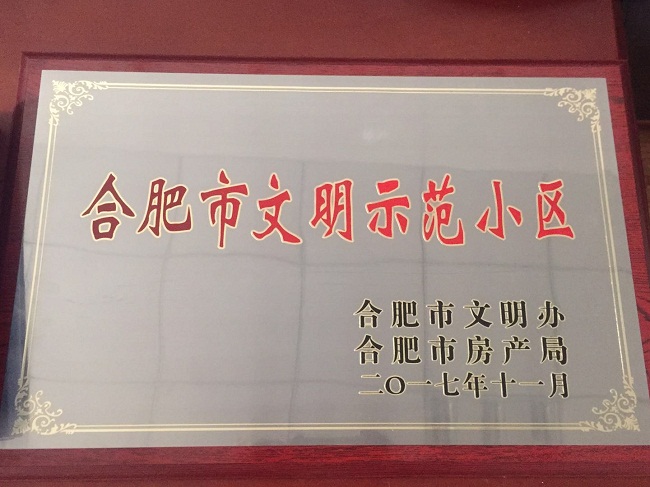 合肥市文明示范小区
合肥市文明办
合肥市房产局
二〇一七年十一月